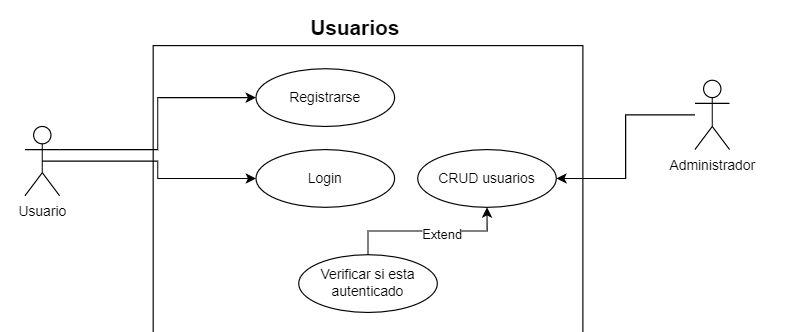 Usuarios
Registrarse
Login
CRUD usuarios
Usuario
Administrador
Extend
Verificar si esta
autenticado